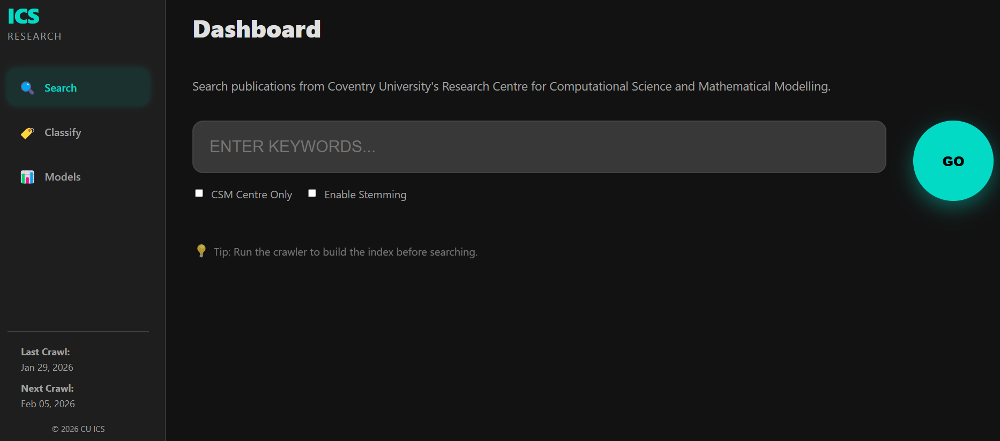 ICS
RESEARCH
Search
Classify
Models
Last Crawl:
Jan 29, 2026
Next Crawl:
Feb 05, 2026
© 2026 CU ICS
Dashboard
Search publications from Coventry University's Research Centre for Computational Science and Mathematical Modelling.
ENTER KEYWORDS...
GO
CSM Centre Only
Enable Stemming
Tip: Run the crawler to build the index before searching.